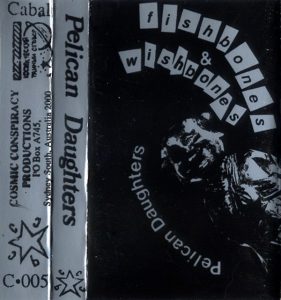 Cabal
COSMIC CONSPIRACY
PRODUCTIONS
PO Box A745,
Sydney South, Australia 2000
C•005
Pelican Daughters
fishbones
&
wishbones
Pelican Daughters